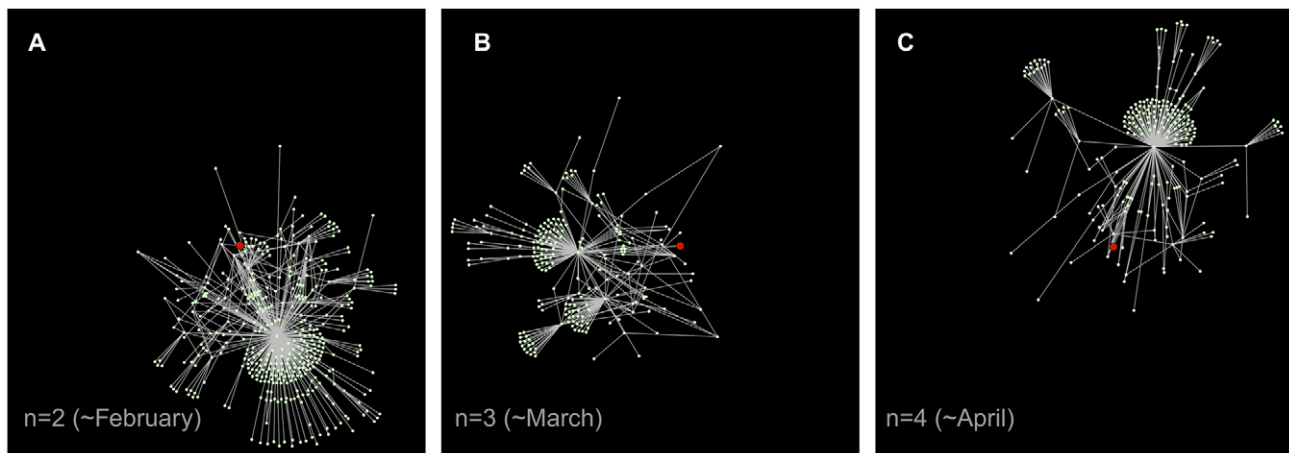 A
B
C
n=2 (~February)
n=3 (~March)
n=4 (~April)